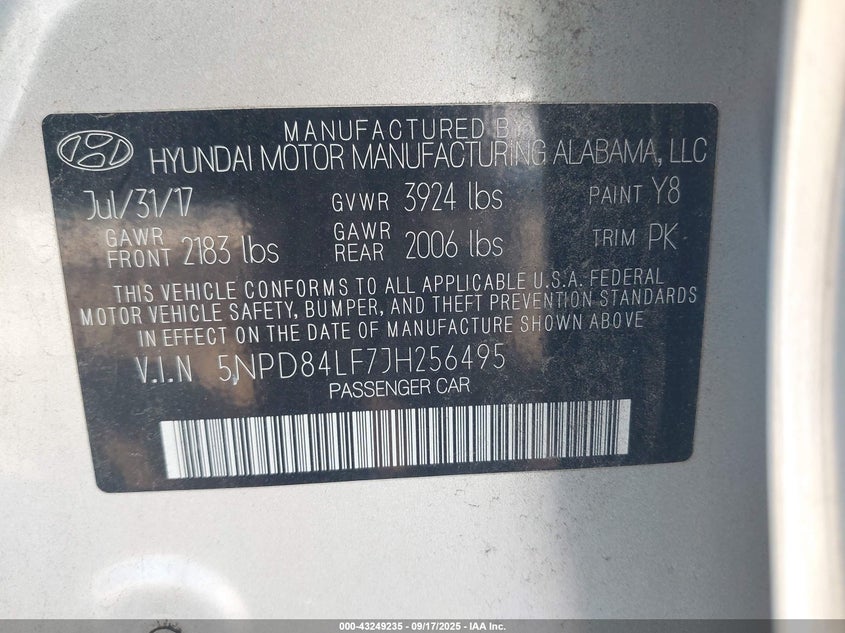 MANUFACTURED BY
HYUNDAI MOTOR MANUFACTURING ALABAMA, LLC
Jul/31/17 GVWR 3924 lbs PAINT Y8
GAWR FRONT 2183 lbs GAWR REAR 2006 lbs TRIM PK
THIS VEHICLE CONFORMS TO ALL APPLICABLE U.S.A. FEDERAL
MOTOR VEHICLE SAFETY, BUMPER, AND THEFT PREVENTION STANDARDS
IN EFFECT ON THE DATE OF MANUFACTURE SHOWN ABOVE
V.I.N 5NPD84LF7JH256495
PASSENGER CAR
000-43249235 - 09/17/2025 - IAA Inc.